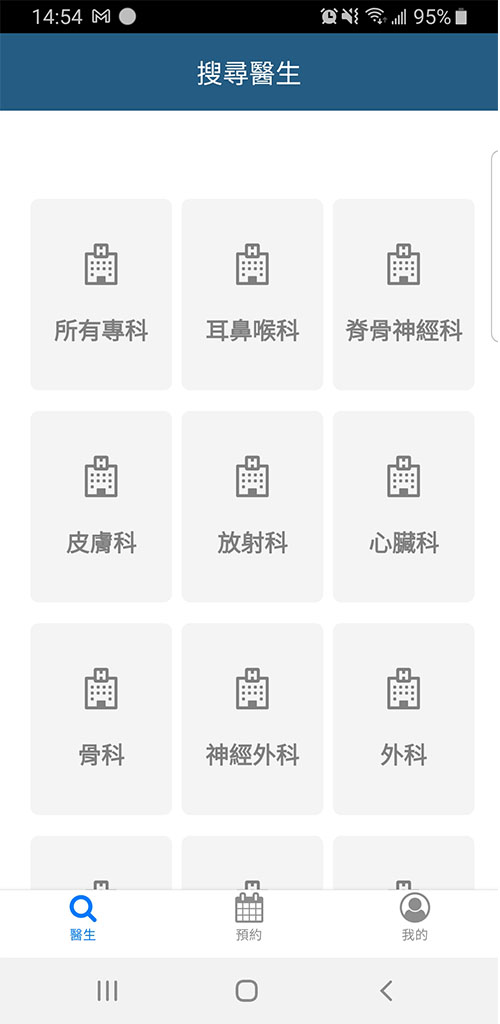 14:54 95%
搜尋醫生
所有專科 耳鼻喉科 脊骨神經科
皮膚科 放射科 心臟科
骨科 神經外科 外科
醫生 預約 我的